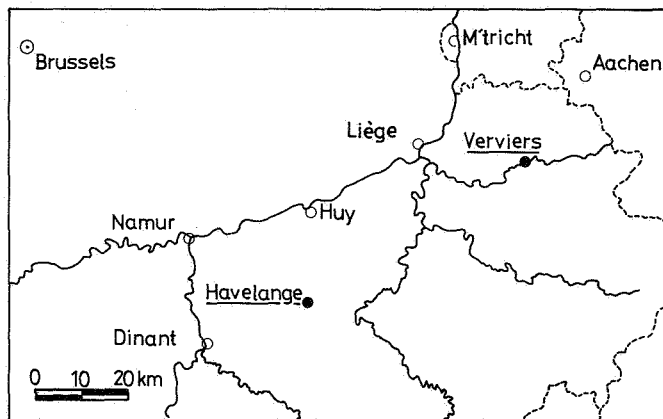 M'tricht
Brussels
Aachen
Liège
Verviers
Huy
Namur
Havelange
Dinant
0 10 20 km